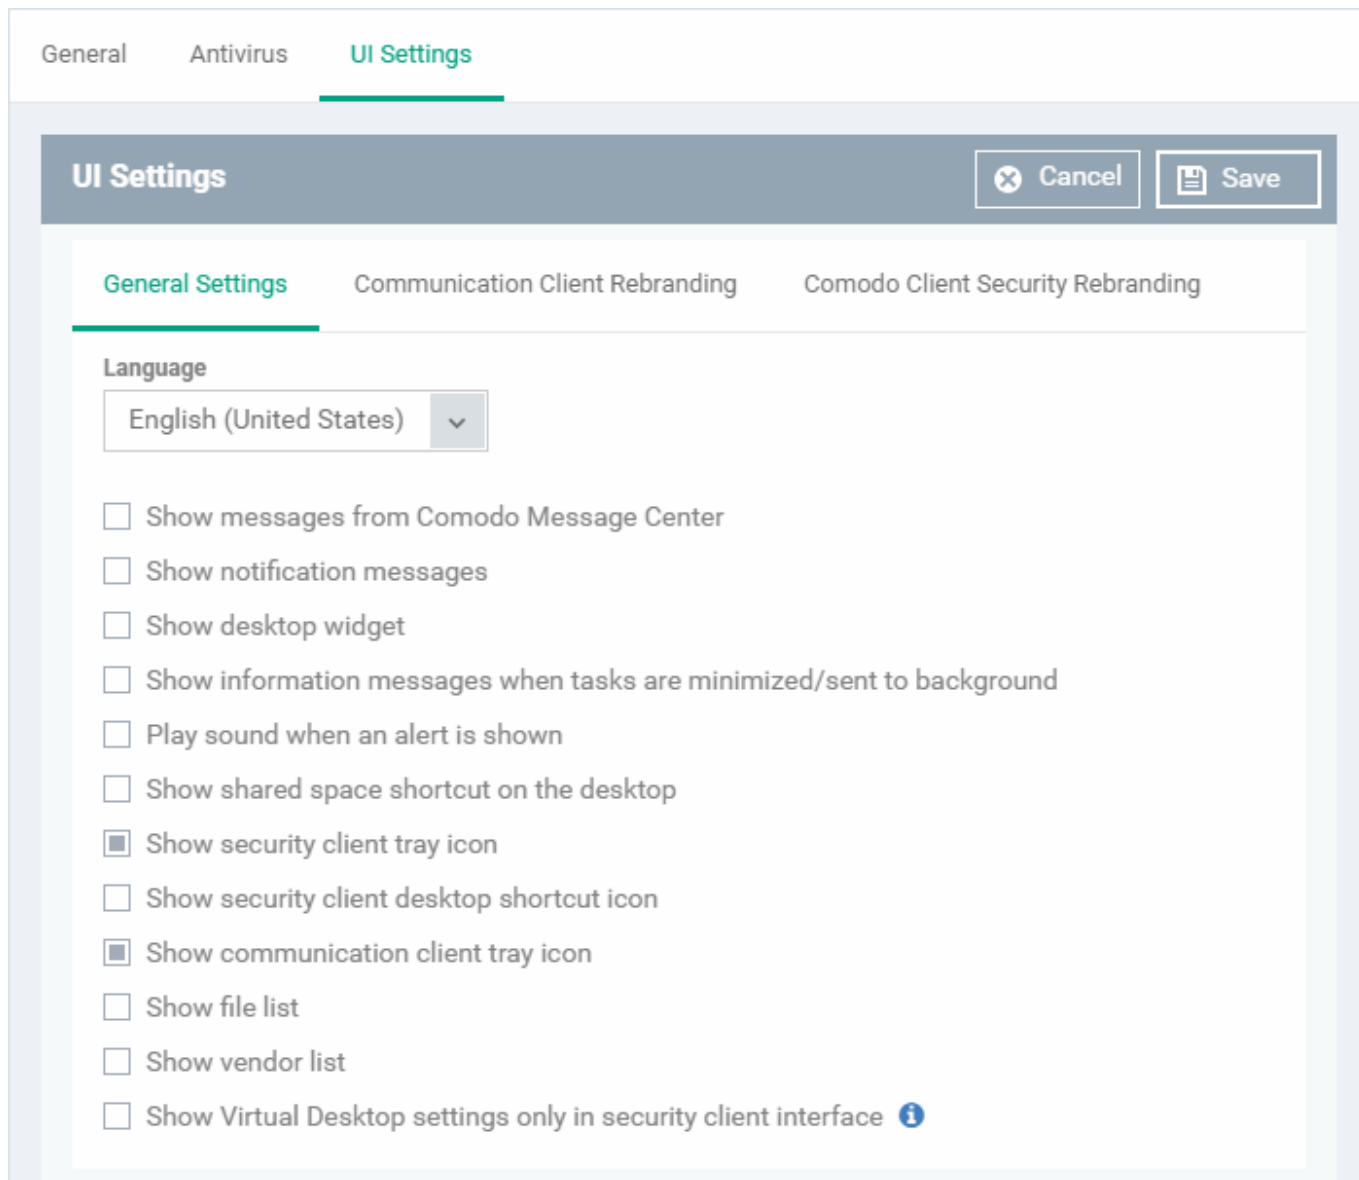 General Antivirus UI Settings
UI Settings Cancel Save
General Settings Communication Client Rebranding Comodo Client Security Rebranding
Language
English (United States)
Show messages from Comodo Message Center
Show notification messages
Show desktop widget
Show information messages when tasks are minimized/sent to background
Play sound when an alert is shown
Show shared space shortcut on the desktop
Show security client tray icon
Show security client desktop shortcut icon
Show communication client tray icon
Show file list
Show vendor list
Show Virtual Desktop settings only in security client interface